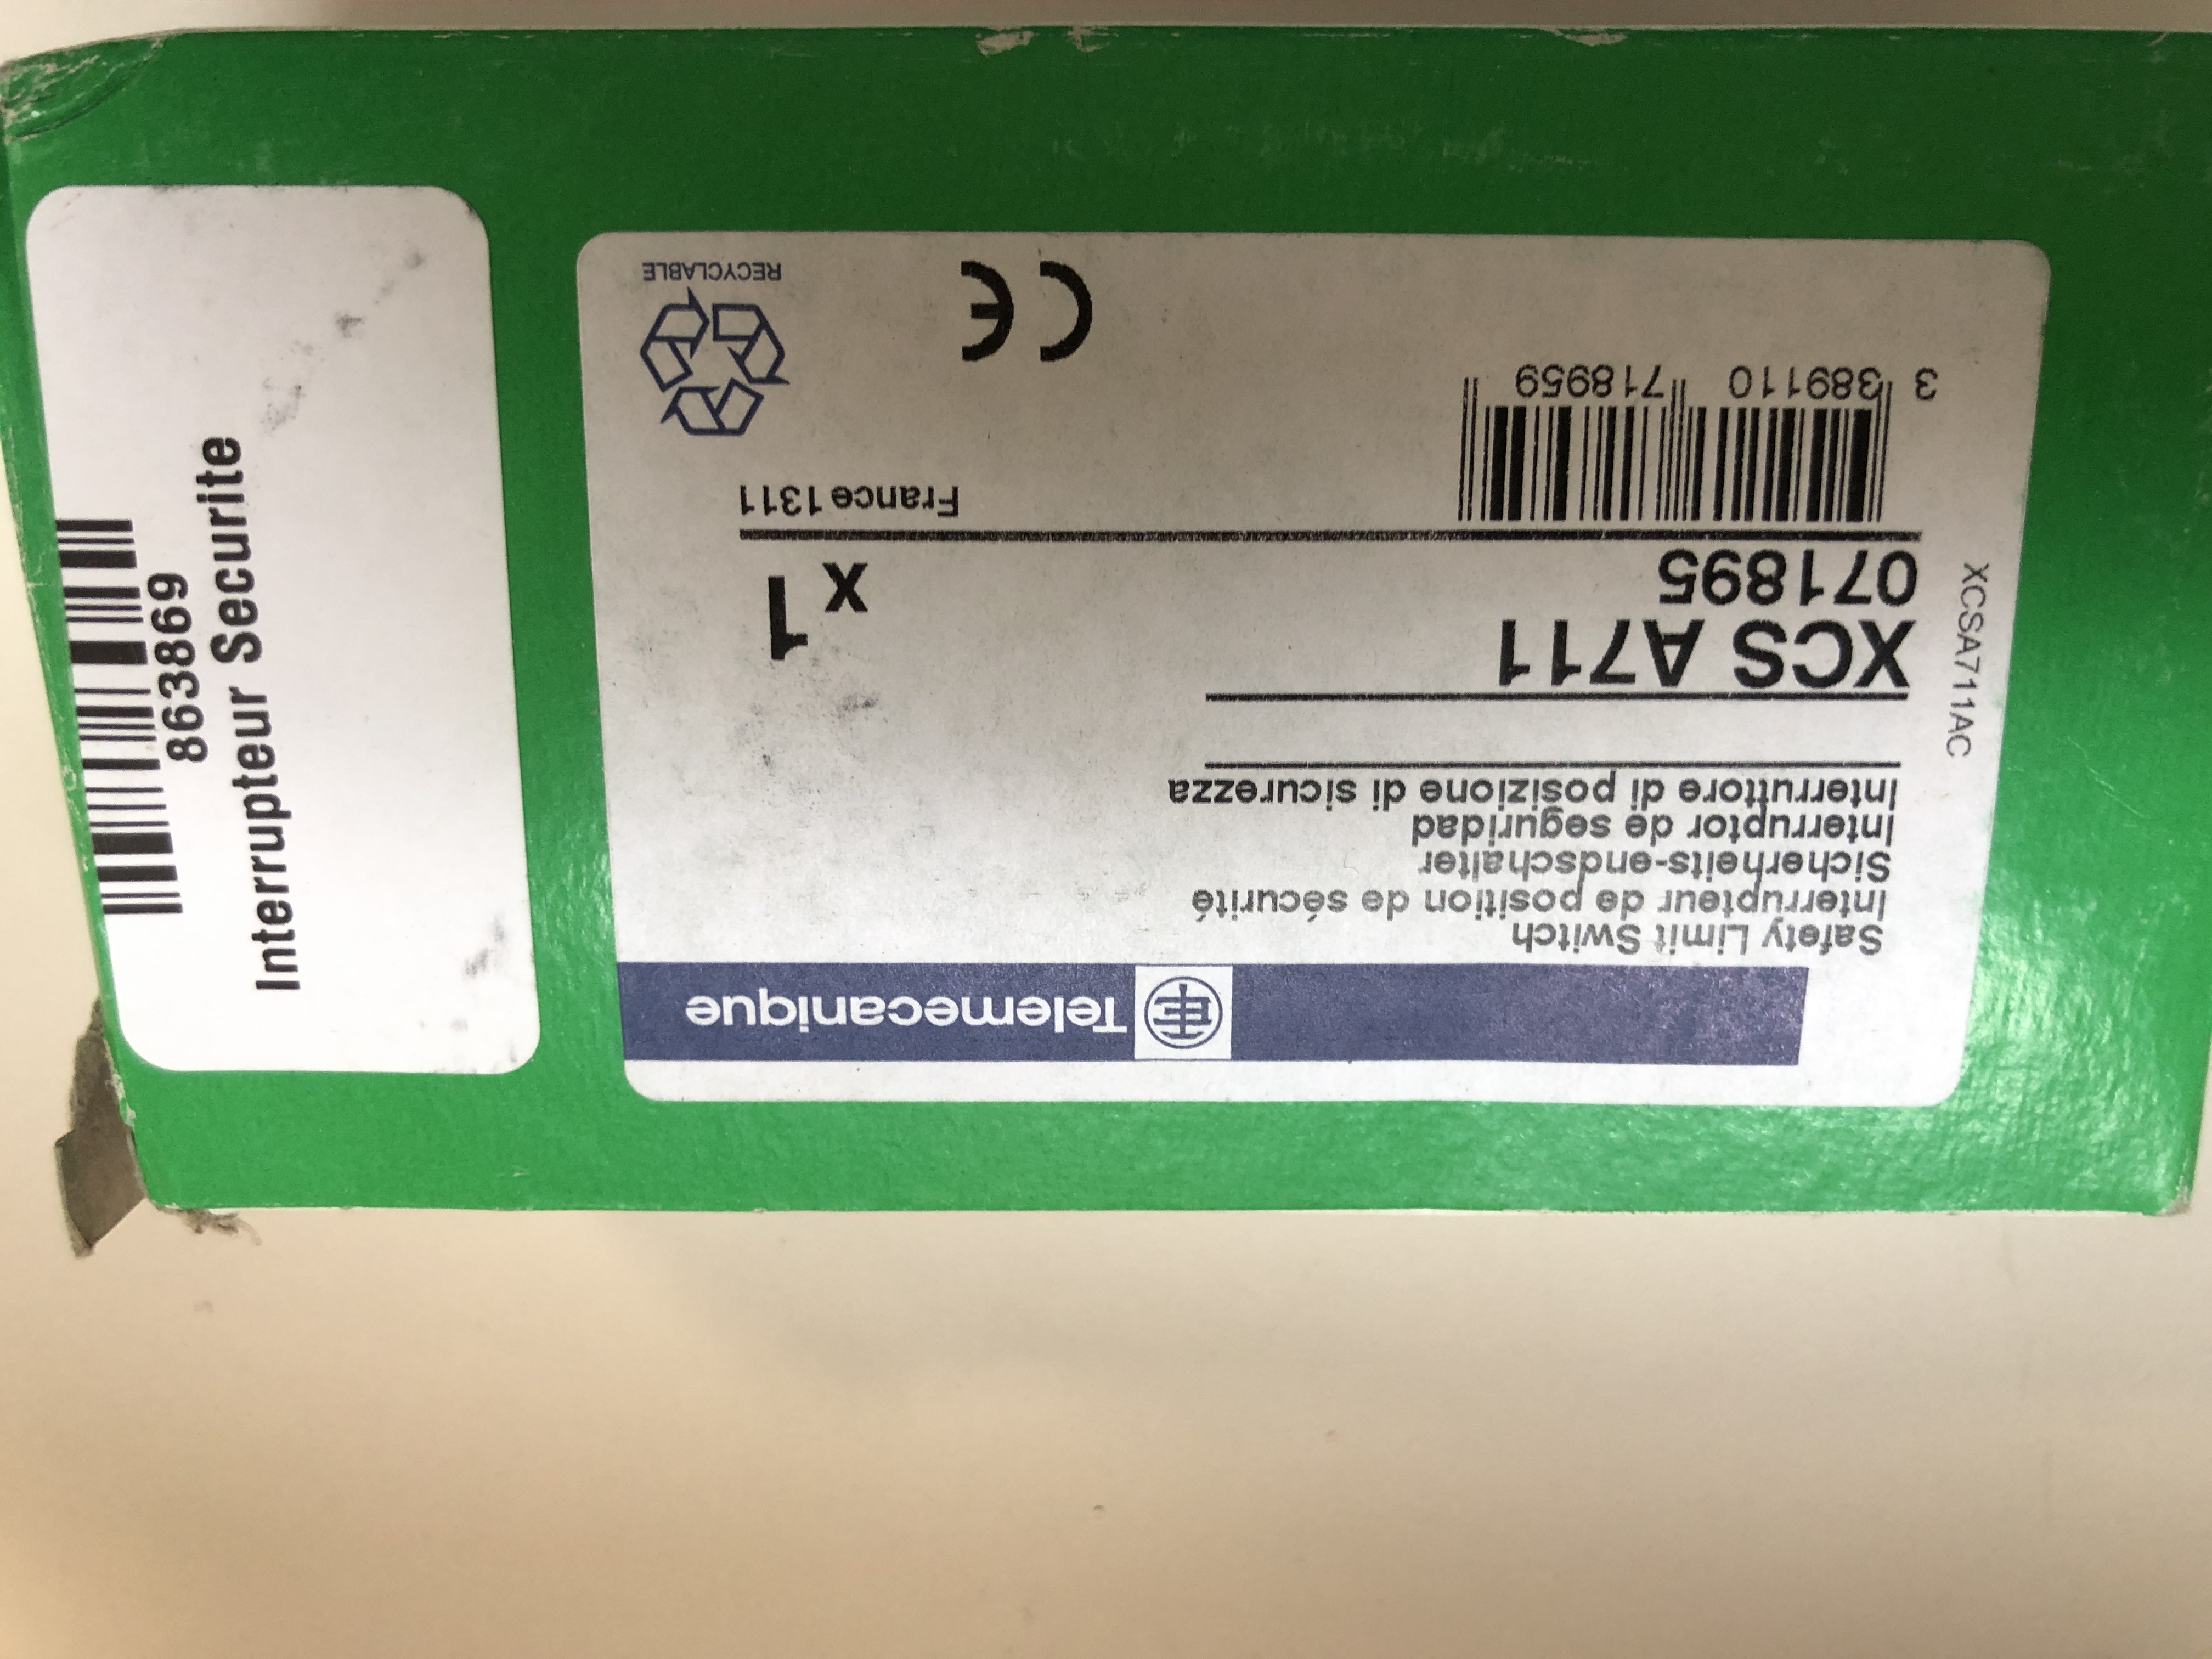 Telemecanique
Safety Limit Switch
Interrupteur de position de sécurité
Sicherheits-endschalter
Interruptor de seguridad
Interruttore di posizione di sicurezza
XCS A711
071895
x 1
XCSA711AC
France 1311
3 389110 718959
CE
RECYCLABLE
8638869
Interrupteur Securite